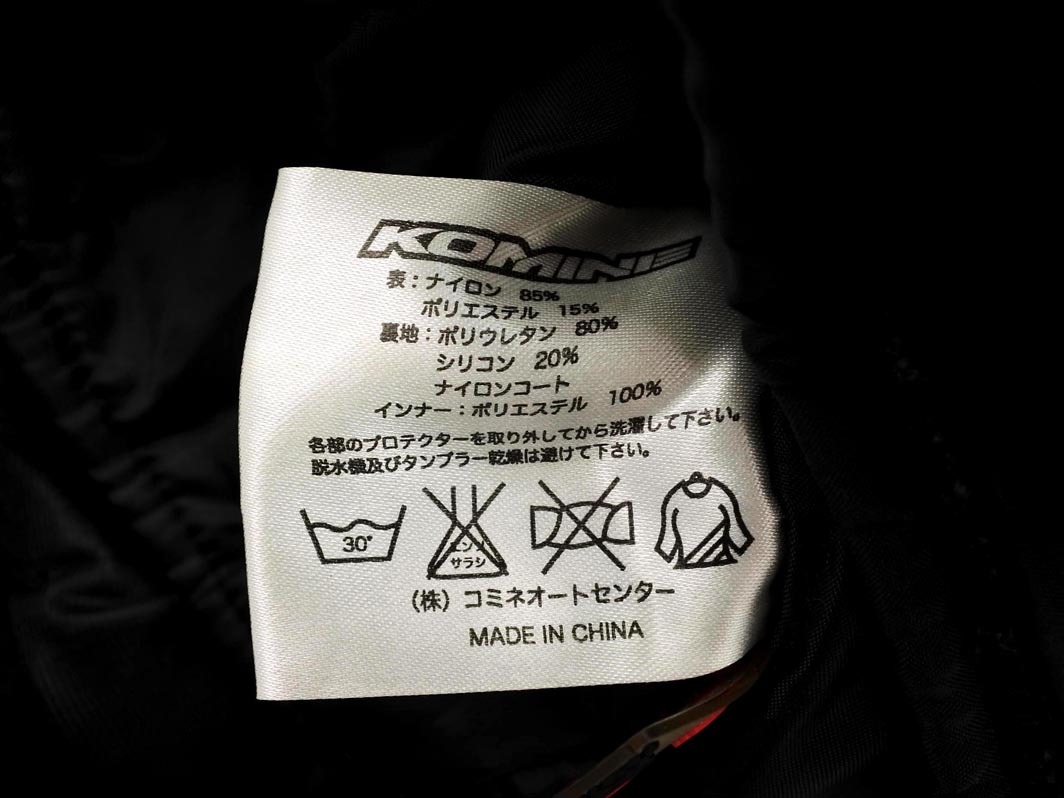 KOMINE
表：ナイロン 85%
ポリエステル 15%
裏地：ポリウレタン 80%
シリコン 20%
ナイロンコート
インナー：ポリエステル 100%
各部のプロテクターを取り外してから洗濯して下さい。
脱水機及びタンブラー乾燥は避けて下さい。
30°
エンソ
サラシ
（株）コミネオートセンター
MADE IN CHINA